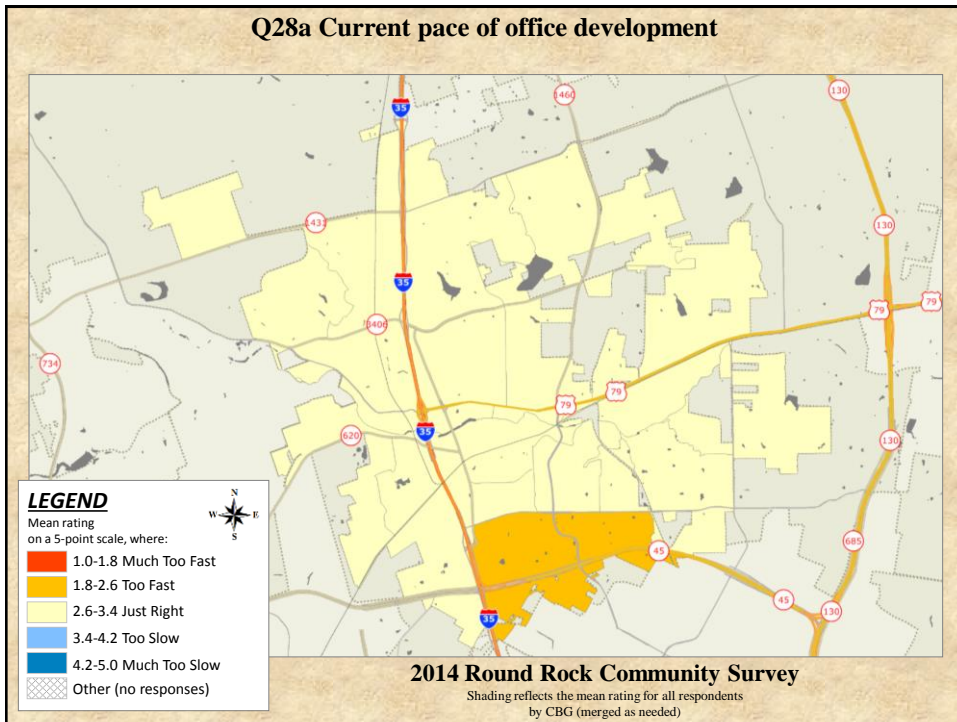 Q28a Current pace of office development
35
1460
130
1431
130
35
3406
79
79
734
79
79
620
35
130
45
685
45
130
35
LEGEND
Mean rating
on a 5-point scale, where:
N
W E
S
1.0-1.8 Much Too Fast
1.8-2.6 Too Fast
2.6-3.4 Just Right
3.4-4.2 Too Slow
4.2-5.0 Much Too Slow
Other (no responses)
2014 Round Rock Community Survey
Shading reflects the mean rating for all respondents
by CBG (merged as needed)